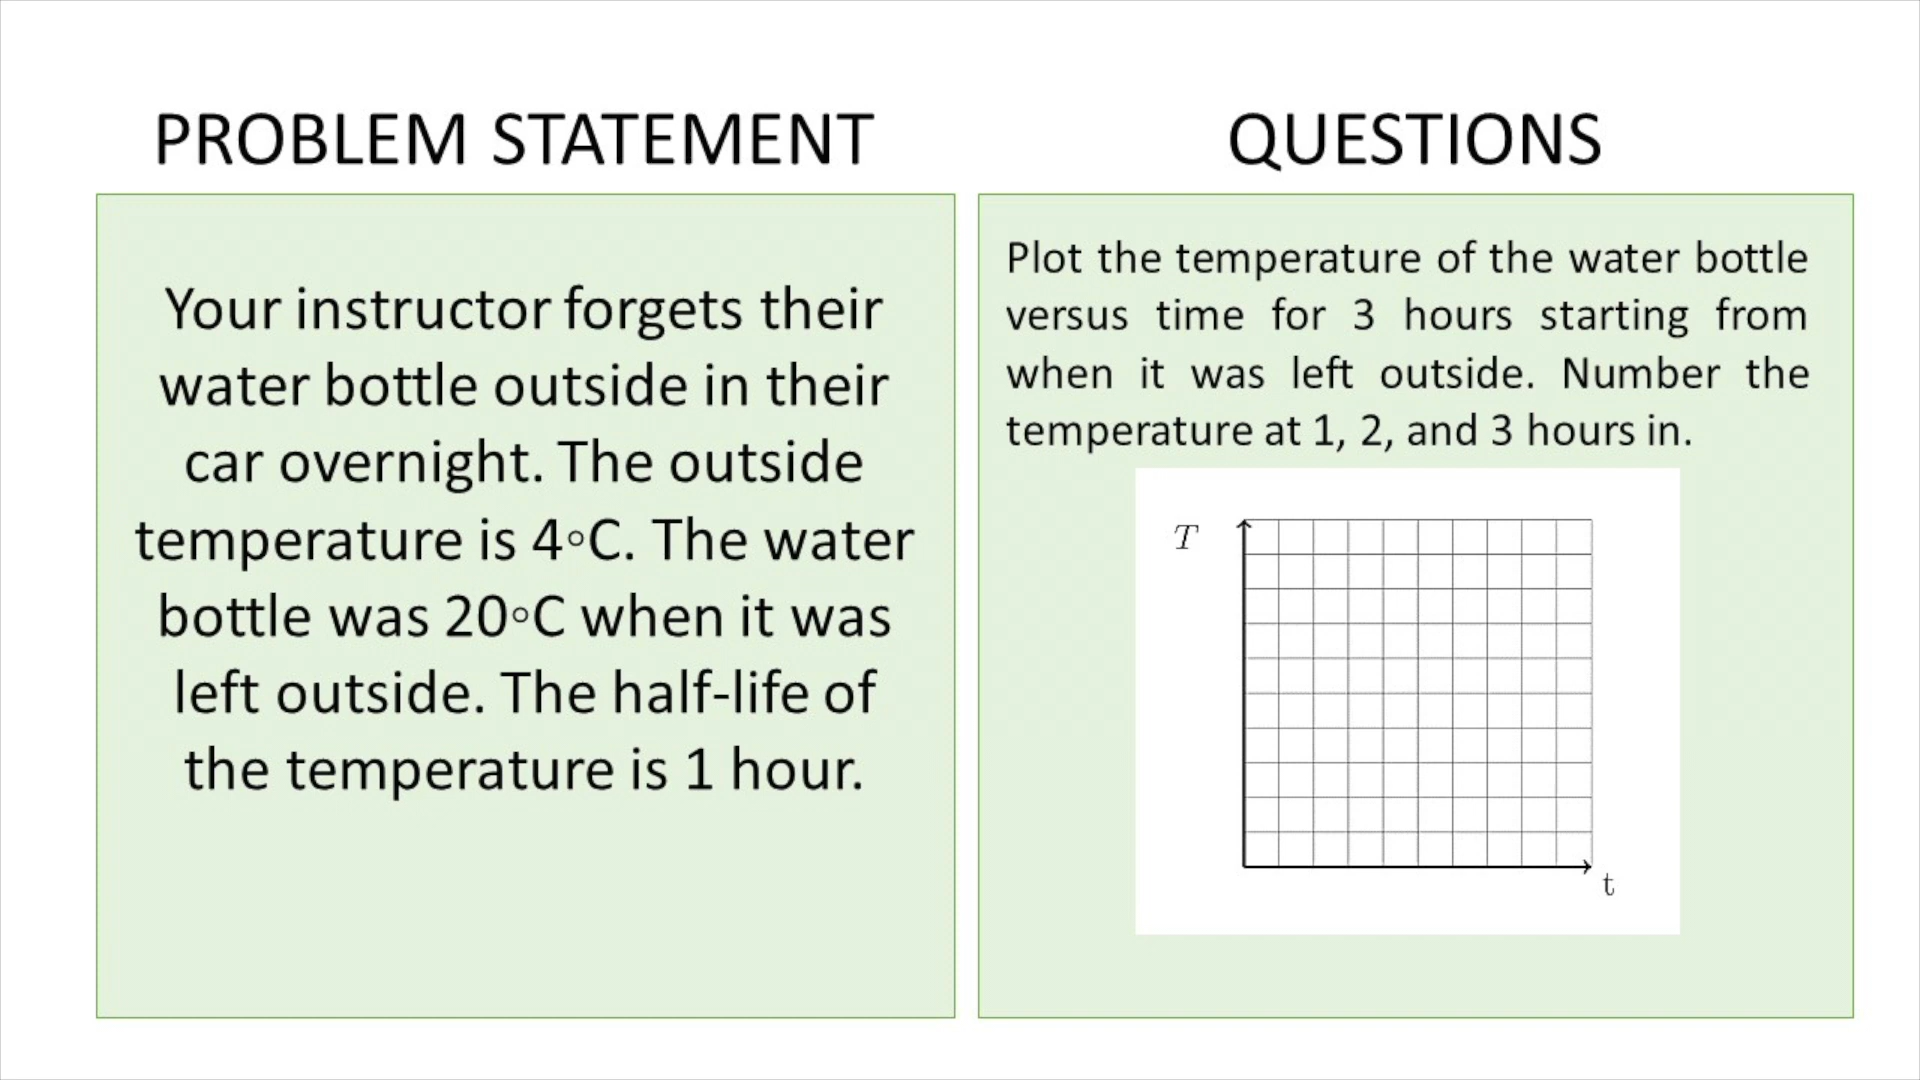 PROBLEM STATEMENT
Your instructor forgets their
water bottle outside in their
car overnight. The outside
temperature is 4◦C. The water
bottle was 20◦C when it was
left outside. The half-life of
the temperature is 1 hour.
QUESTIONS
Plot the temperature of the water bottle
versus time for 3 hours starting from
when it was left outside. Number the
temperature at 1, 2, and 3 hours in.
T
t